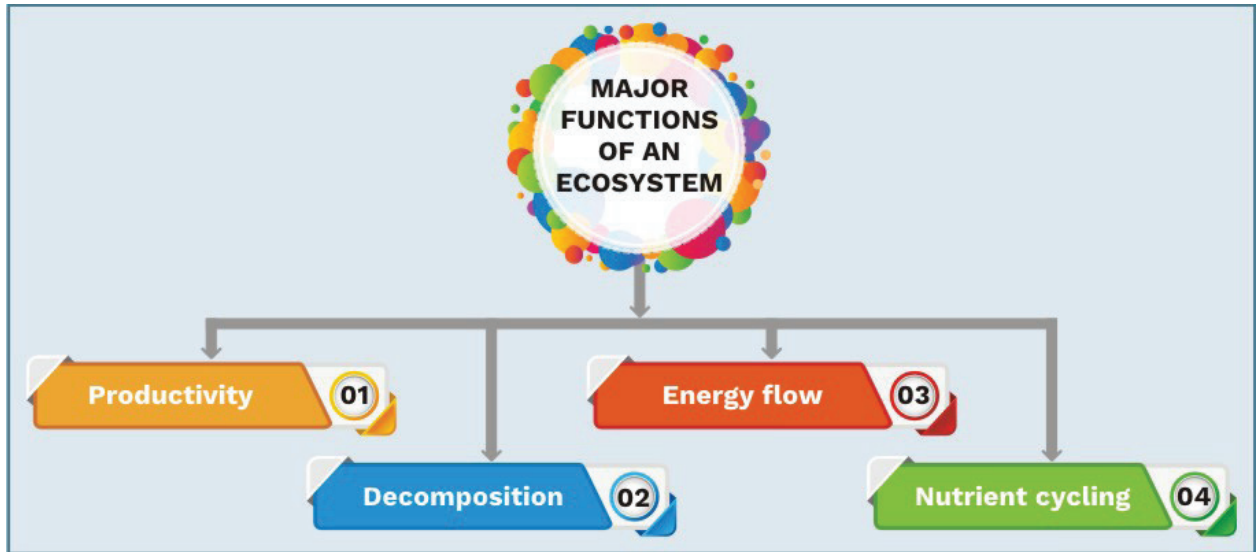 MAJOR
FUNCTIONS
OF AN
ECOSYSTEM
Productivity 01
Energy flow 03
Decomposition 02
Nutrient cycling 04